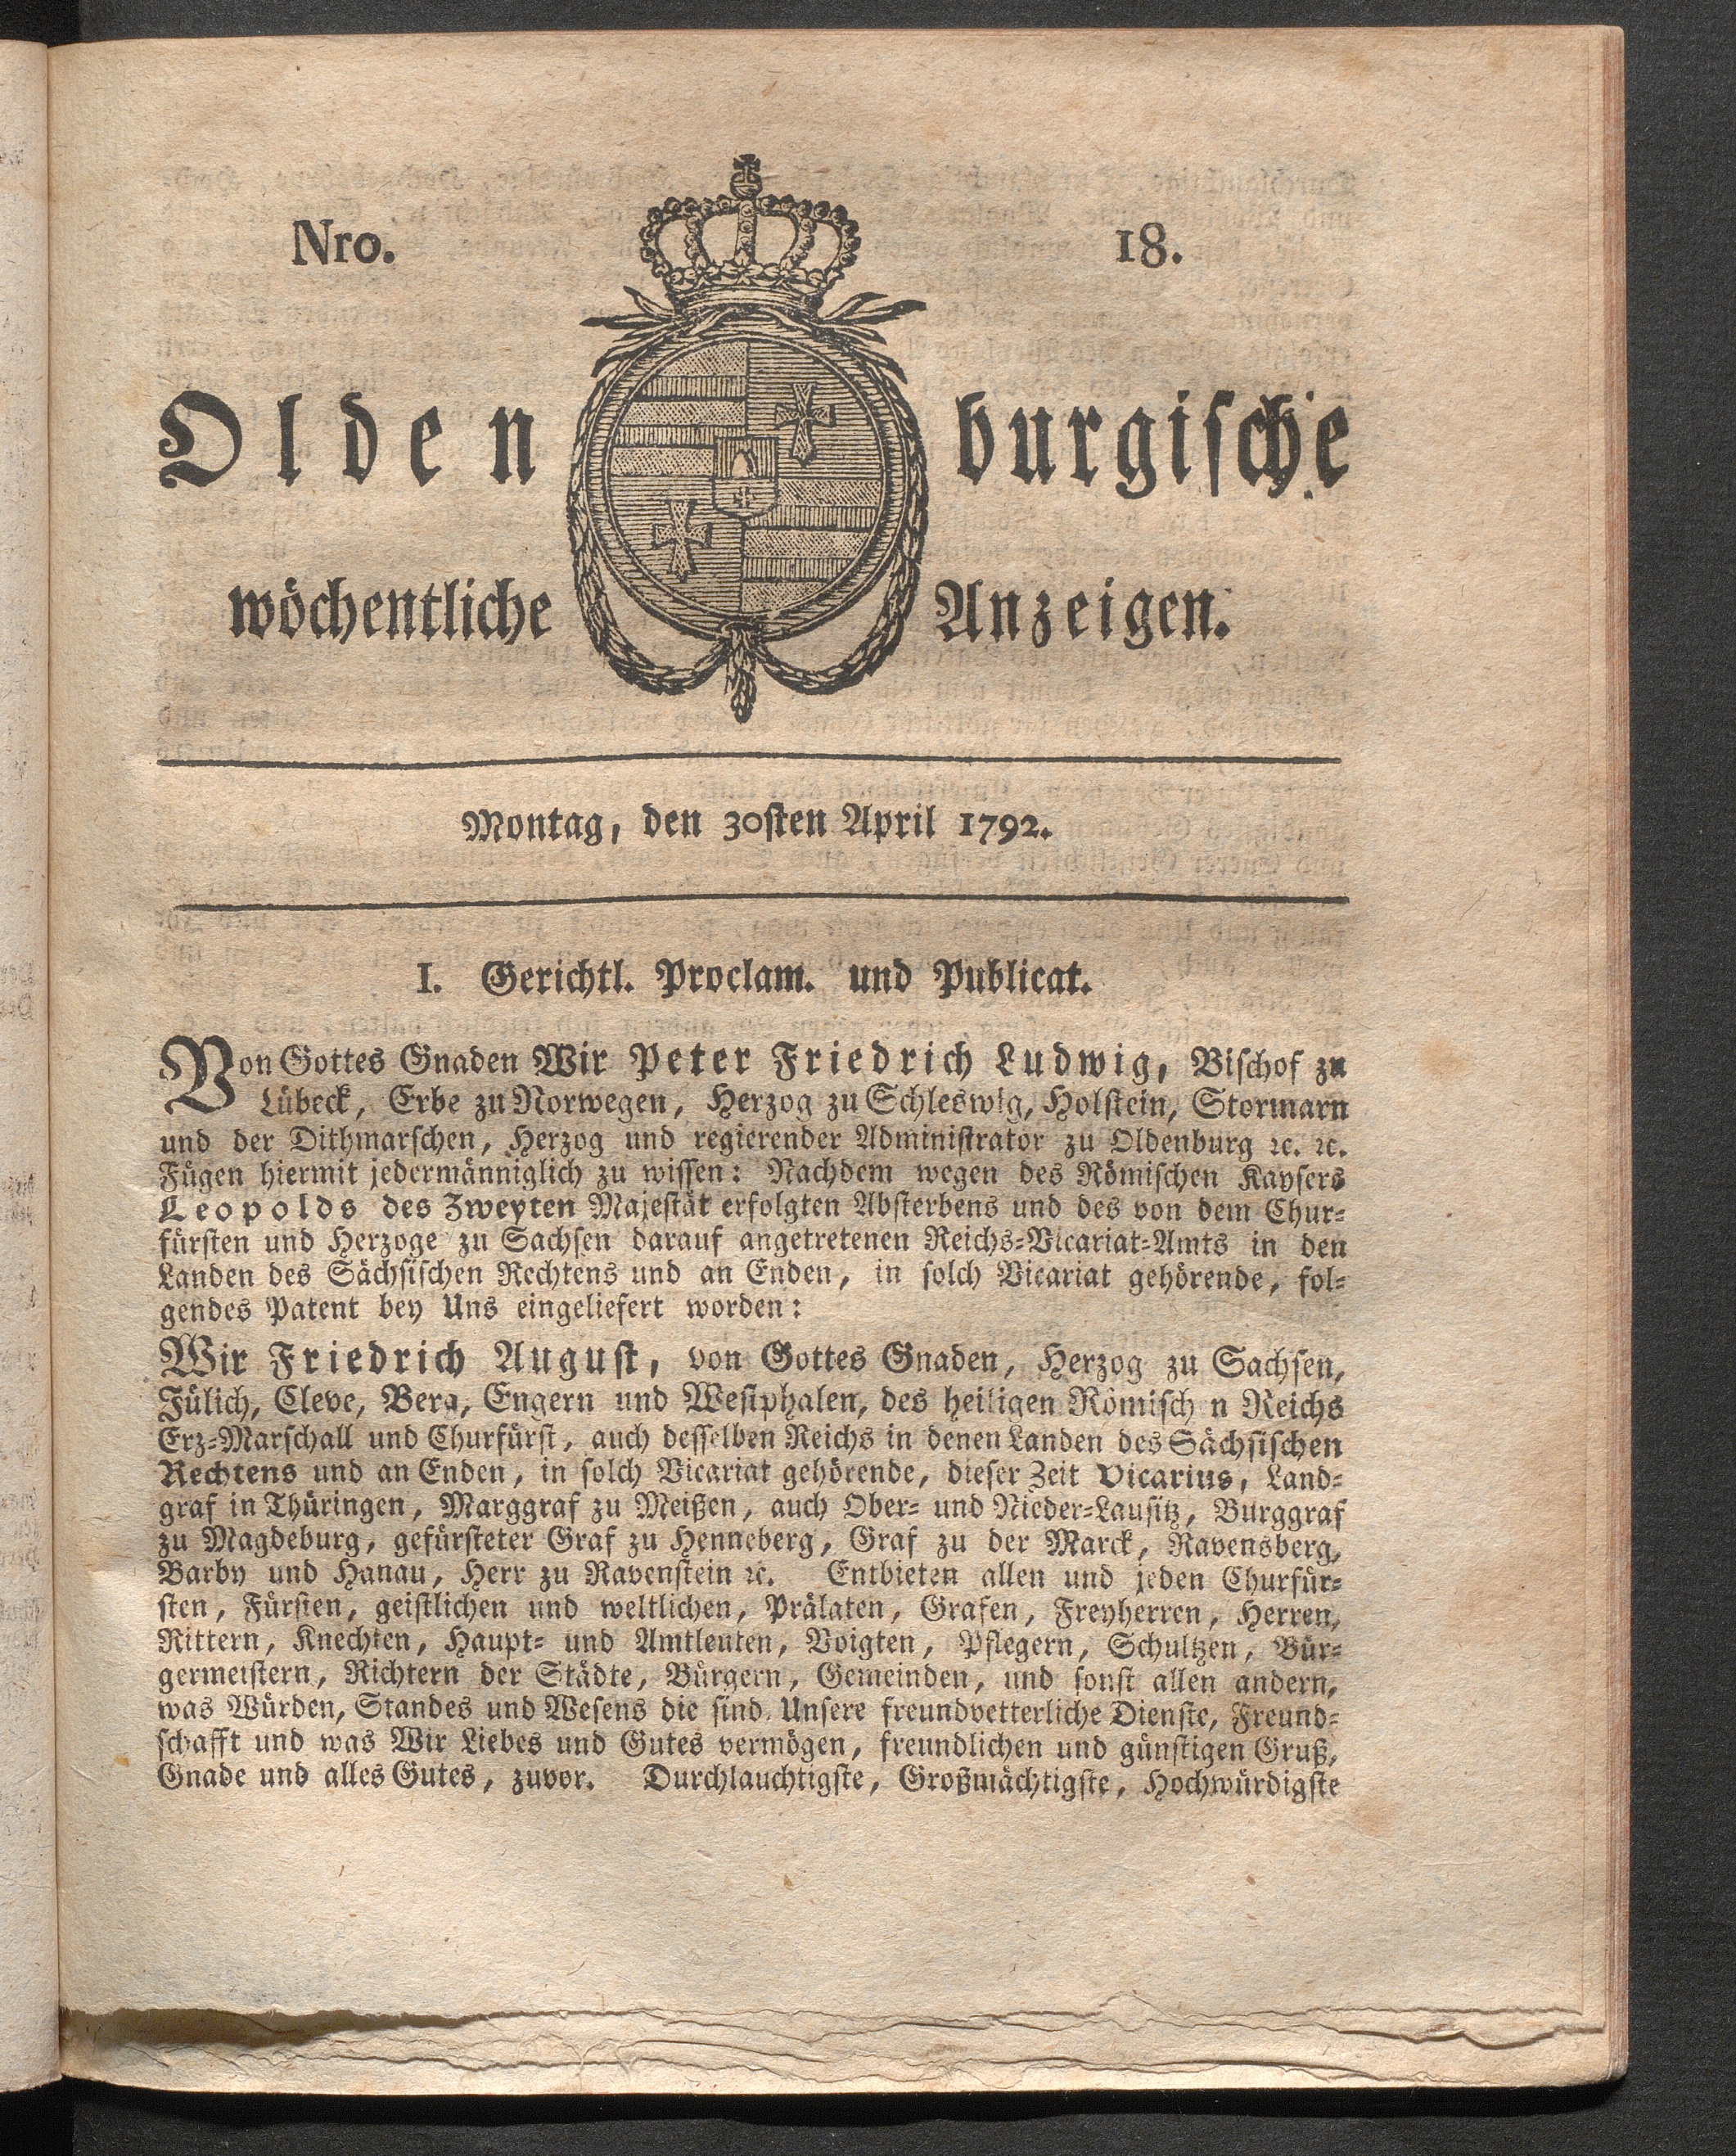 Nro. 18.
Oldenburgische
wöchentliche Anzeigen.
Montag, den 30sten April 1792.
I. Gerichtl. Proclam. und Publicat.
Von Gottes Gnaden Wir Peter Friedrich Ludwig, Bischof zu
Lübeck, Erbe zu Norwegen, Herzog zu Schleswig, Holstein, Stormarn
und der Dithmarschen, Herzog und regierender Administrator zu Oldenburg ꝛc. ꝛc.
Fügen hiermit jedermänniglich zu wissen: Nachdem wegen des Römischen Kaysers
Leopolds des Zweyten Majestät erfolgten Absterbens und des von dem Chur-
fürsten und Herzoge zu Sachsen darauf angetretenen Reichs-Vicariat-Amts in den
Landen des Sächsischen Rechtens und an Enden, in solch Vicariat gehörende, fol-
gendes Patent bey Uns eingeliefert worden:
Wir Friedrich August, von Gottes Gnaden, Herzog zu Sachsen,
Jülich, Cleve, Berg, Engern und Westphalen, des heiligen Römisch n Reichs
Erz-Marschall und Churfürst, auch desselben Reichs in denen Landen des Sächsischen
Rechtens und an Enden, in solch Vicariat gehörende, dieser Zeit Vicarius, Land-
graf in Thüringen, Marggraf zu Meißen, auch Ober- und Nieder-Lausitz, Burggraf
zu Magdeburg, gefürsteter Graf zu Henneberg, Graf zu der Marck, Ravensberg,
Barby und Hanau, Herr zu Ravenstein ꝛc. Entbieten allen und jeden Churfür-
sten, Fürsten, geistlichen und weltlichen, Prälaten, Grafen, Freyherren, Herren,
Rittern, Knechten, Haupt- und Amtleuten, Voigten, Pflegern, Schultzen, Bür-
germeistern, Richtern der Städte, Bürgern, Gemeinden, und sonst allen andern,
was Würden, Standes und Wesens die sind, Unsere freundvetterliche Dienste, Freund-
schafft und was Wir Liebes und Gutes vermögen, freundlichen und günstigen Gruß,
Gnade und alles Gutes, zuvor. Durchlauchtigste, Großmächtigste, Hochwürdigste